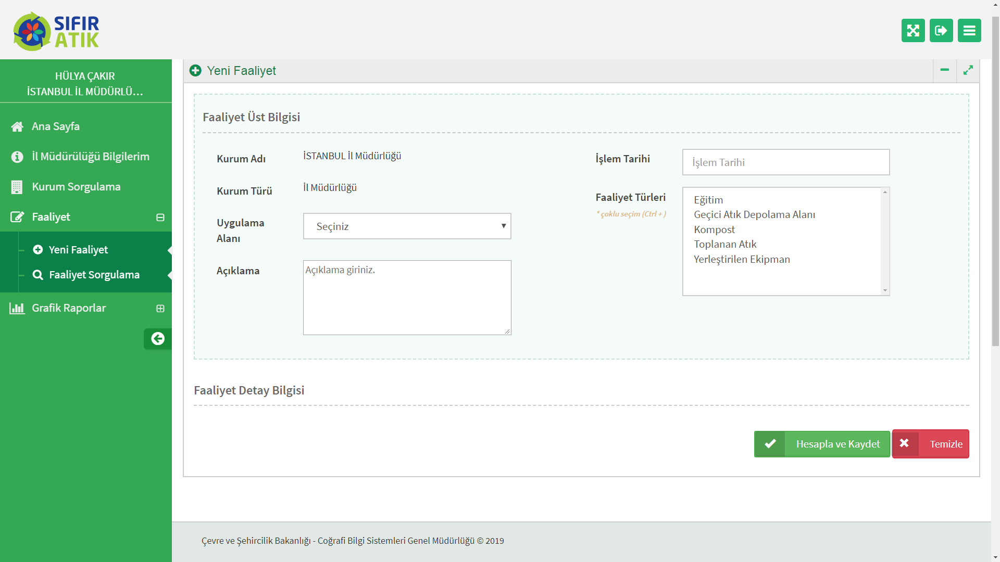 SIFIR
ATIK
HÜLYA ÇAKIR
İSTANBUL İL MÜDÜRLÜ...
Ana Sayfa
İl Müdürülüğü Bilgilerim
Kurum Sorgulama
Faaliyet
Yeni Faaliyet
Faaliyet Sorgulama
Grafik Raporlar
Yeni Faaliyet
Faaliyet Üst Bilgisi
Kurum Adı
İSTANBUL İl Müdürlüğü
Kurum Türü
İl Müdürlüğü
Uygulama
Alanı
Seçiniz
Açıklama
Açıklama giriniz.
İşlem Tarihi
İşlem Tarihi
Faaliyet Türleri
* çoklu seçim (Ctrl + )
Eğitim
Geçici Atık Depolama Alanı
Kompost
Toplanan Atık
Yerleştirilen Ekipman
Faaliyet Detay Bilgisi
Hesapla ve Kaydet
Temizle
Çevre ve Şehircilik Bakanlığı - Coğrafi Bilgi Sistemleri Genel Müdürlüğü © 2019